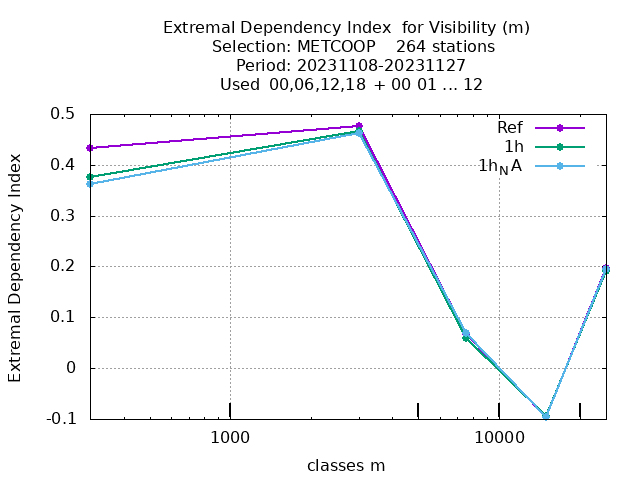 Extremal Dependency Index  for Visibility (m)
Selection: METCOOP    264 stations
Period: 20231108-20231127
Used  00,06,12,18  + 00 01 ... 12
Ref
1h
1h_NA
0.5
0.4
0.3
0.2
0.1
0
-0.1
Extremal Dependency Index
1000
10000
classes m